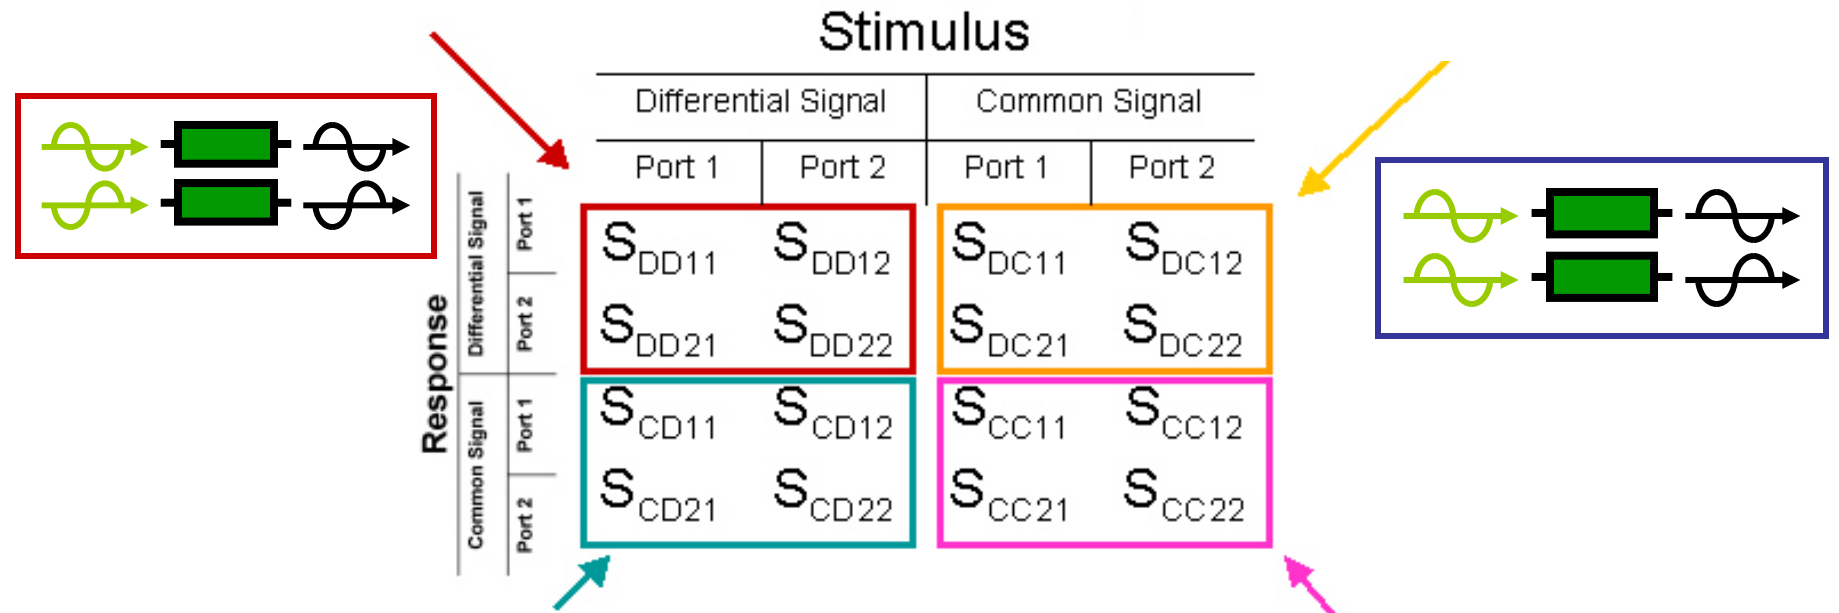 Stimulus
Differential Signal Common Signal
Port 1 Port 2 Port 1 Port 2
Response
Differential Signal
Common Signal
Port 1
Port 2
Port 1
Port 2
SDD11 SDD12 SDC11 SDC12
SDD21 SDD22 SDC21 SDC22
SCD11 SCD12 SCC11 SCC12
SCD21 SCD22 SCC21 SCC22